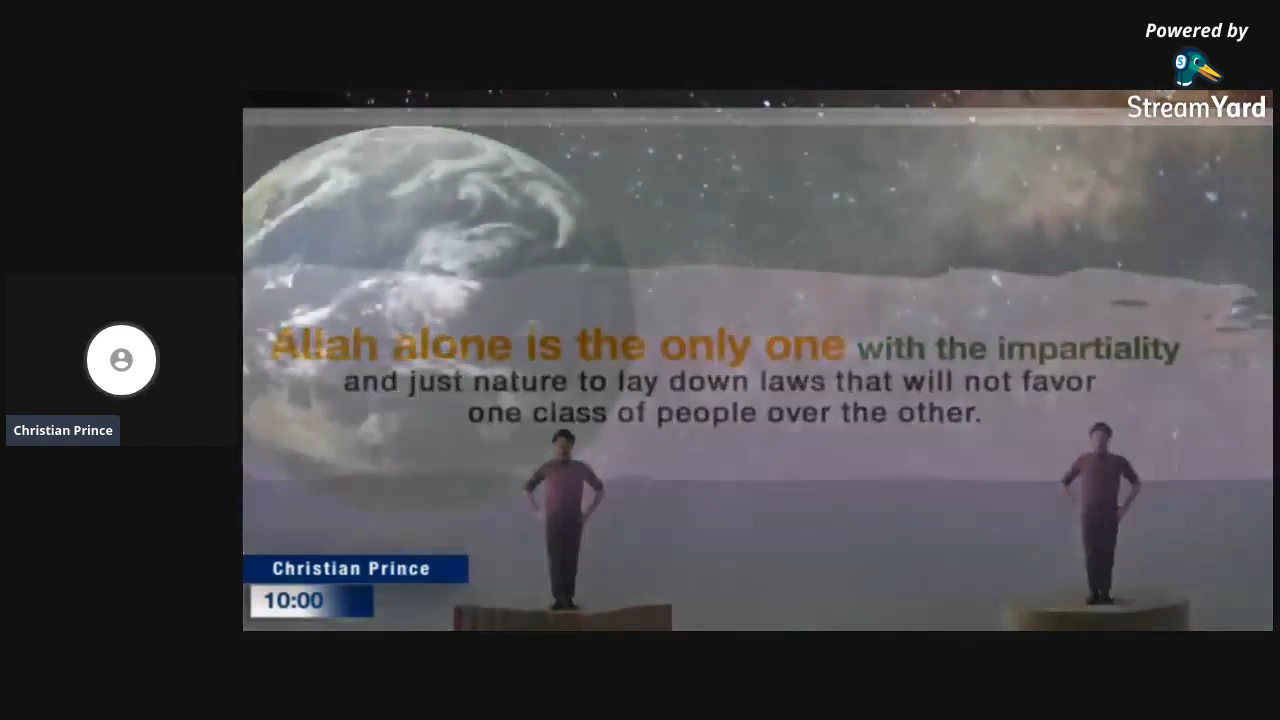 Powered by
StreamYard
Allah alone is the only one with the impartiality
and just nature to lay down laws that will not favor
one class of people over the other.
Christian Prince
Christian Prince
10:00